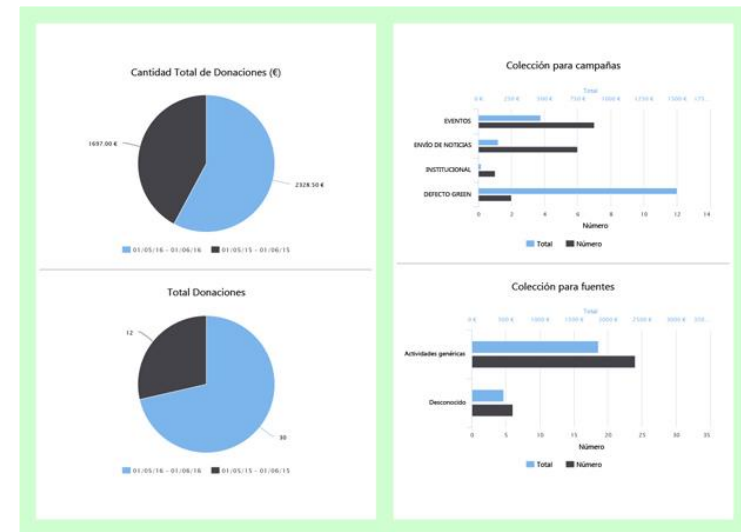 Cantidad Total de Donaciones (€)
1697.00 €
2328.50 €
01/05/16 - 01/06/16 01/05/15 - 01/06/15
Total Donaciones
12
30
01/05/16 - 01/06/16 01/05/15 - 01/06/15
Colección para campañas
Total
0 € 250 € 500 € 750 € 1000 € 1250 € 1500 € 175...
EVENTOS
ENVÍO DE NOTICIAS
INSTITUCIONAL
DEFECTO GREEN
0 2 4 6 8 10 12 14
Número
Total Número
Colección para fuentes
Total
0 € 500 € 1000 € 1500 € 2000 € 2500 € 3000 € 350...
Actividades genéricas
Desconocido
0 5 10 15 20 25 30 35
Número
Total Número